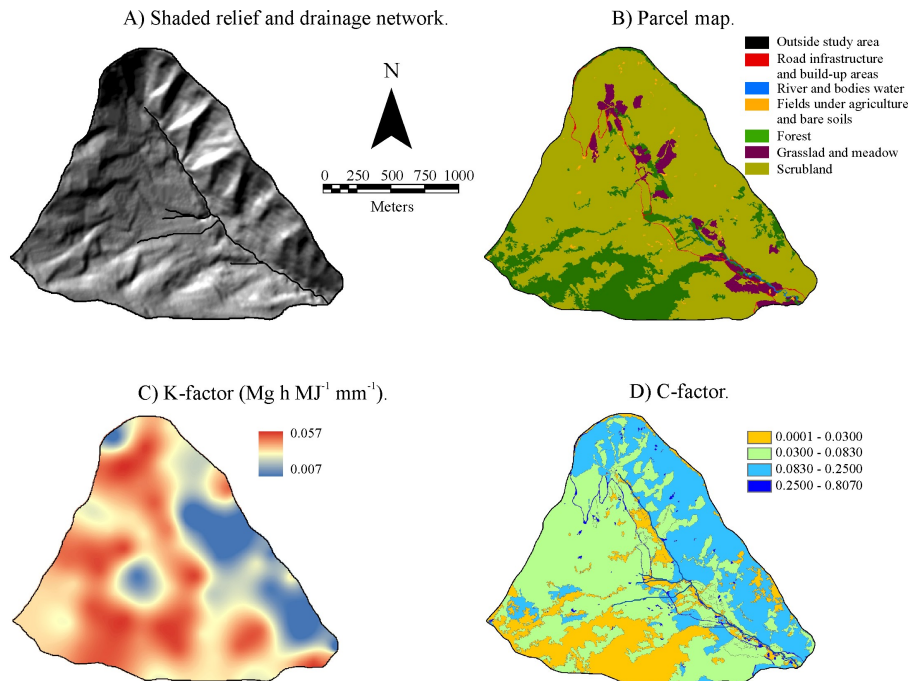 A) Shaded relief and drainage network.
N
0 250 500 750 1000
Meters
B) Parcel map.
Outside study area
Road infrastructure
and build-up areas
River and bodies water
Fields under agriculture
and bare soils
Forest
Grasslad and meadow
Scrubland
C) K-factor (Mg h MJ⁻¹ mm⁻¹).
0.057
0.007
D) C-factor.
0.0001 - 0.0300
0.0300 - 0.0830
0.0830 - 0.2500
0.2500 - 0.8070